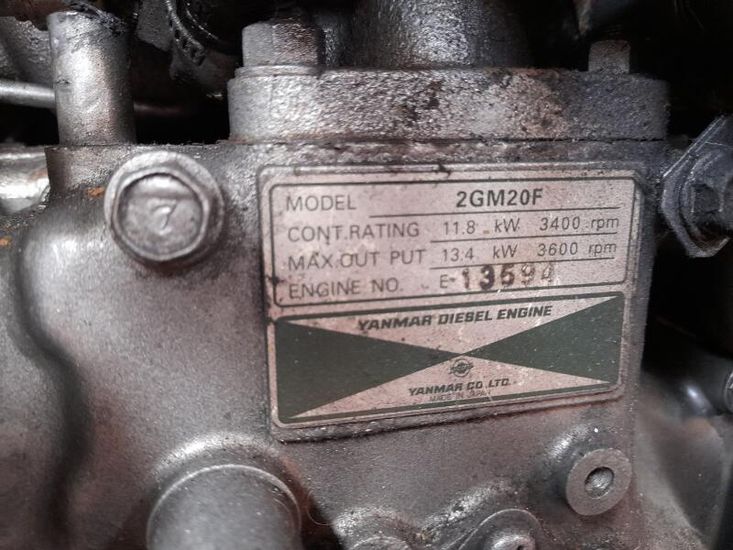 MODEL 2GM20F
CONT.RATING 11.8 kW 3400 rpm
MAX.OUT PUT 13.4 kW 3600 rpm
ENGINE NO. E-13594
YANMAR DIESEL ENGINE
YANMAR CO.,LTD.
MADE IN JAPAN
7